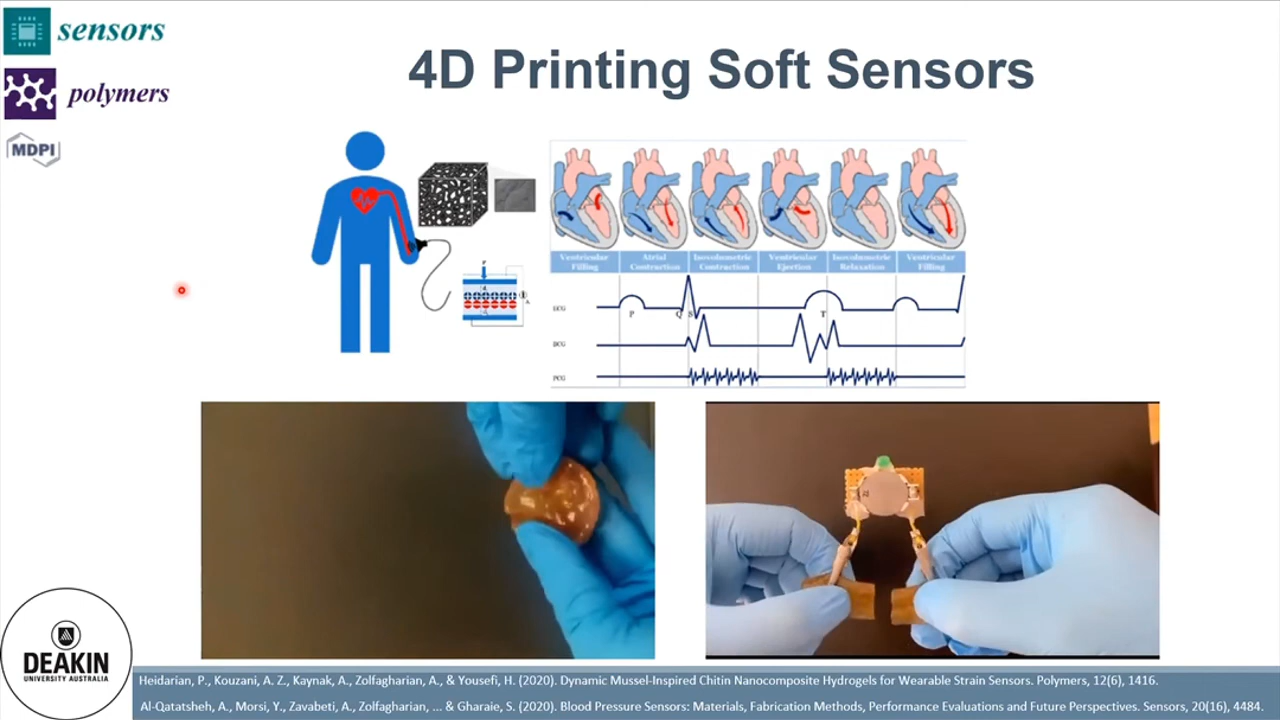 sensors
polymers
MDPI
4D Printing Soft Sensors
Ventricular Filling
Atrial Contraction
Isovolumetric Contraction
Ventricular Ejection
Isovolumetric Relaxation
Ventricular Filling
ECG
P
Q
S
T
BCG
PCG
DEAKIN
UNIVERSITY AUSTRALIA
Heidarian, P., Kouzani, A. Z., Kaynak, A., Zolfagharian, A., & Yousefi, H. (2020). Dynamic Mussel-Inspired Chitin Nanocomposite Hydrogels for Wearable Strain Sensors. Polymers, 12(6), 1416.
Al-Qatatsheh, A., Morsi, Y., Zavabeti, A., Zolfagharian, A., ... & Gharaie, S. (2020). Blood Pressure Sensors: Materials, Fabrication Methods, Performance Evaluations and Future Perspectives. Sensors, 20(16), 4484.